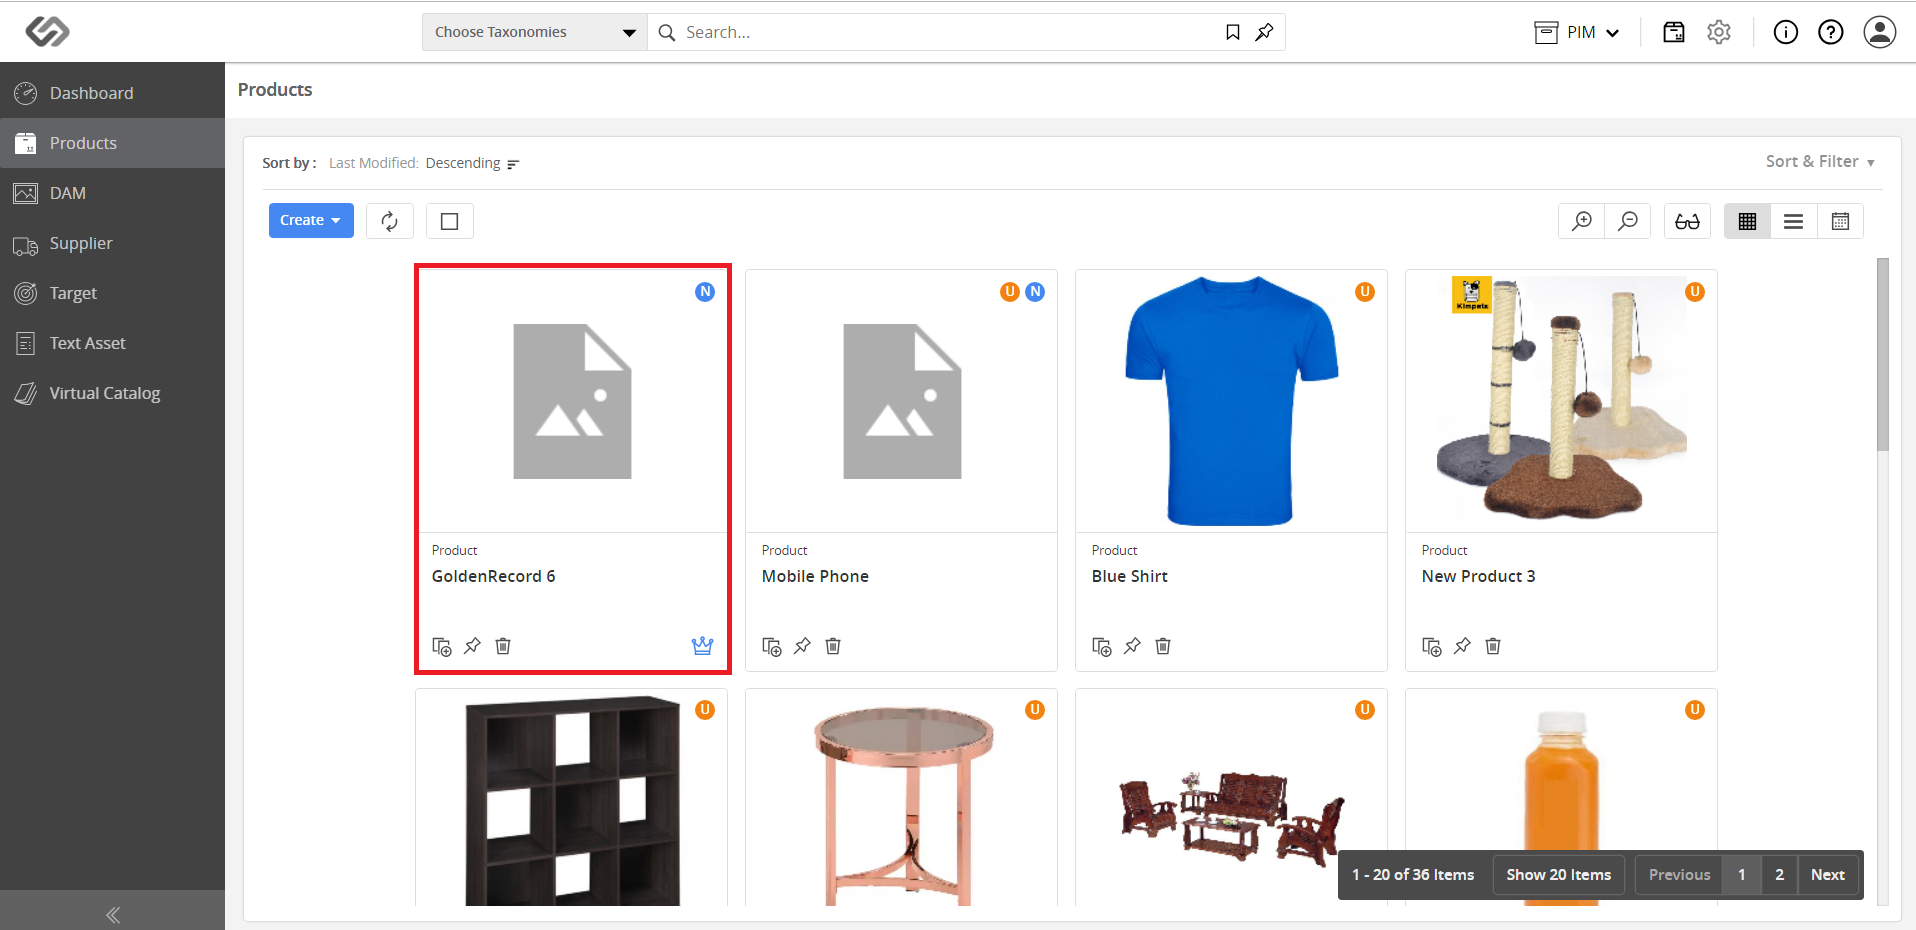 Choose Taxonomies
Search...
PIM
Dashboard
Products
DAM
Supplier
Target
Text Asset
Virtual Catalog
Products
Sort by : Last Modified: Descending
Sort & Filter
Create
N
U N
U
Kimpets
U
Product
GoldenRecord 6
Product
Mobile Phone
Product
Blue Shirt
Product
New Product 3
U
U
U
U
1 - 20 of 36 Items
Show 20 Items
Previous
1
2
Next